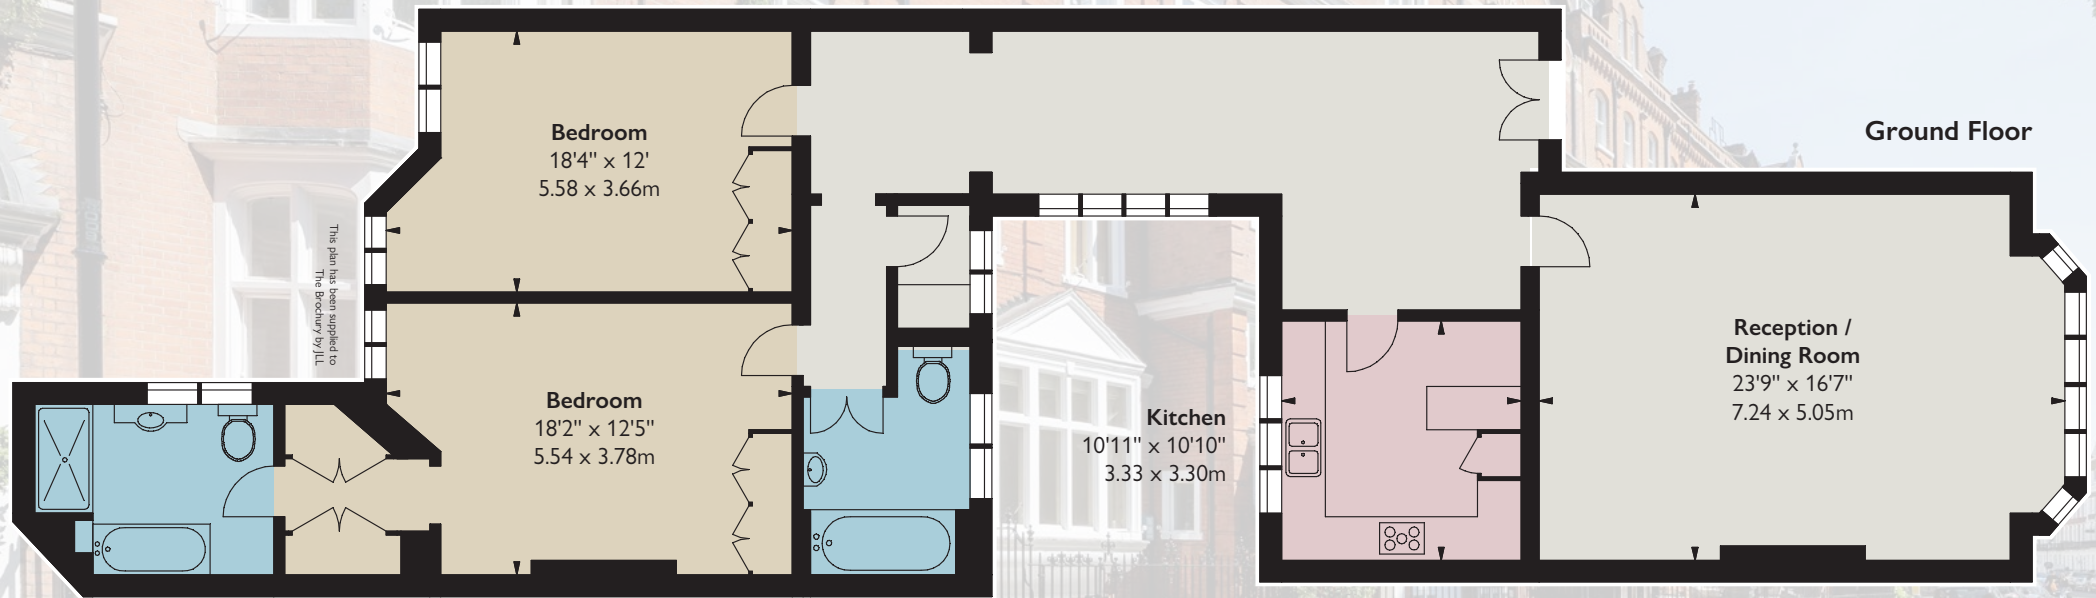 Bedroom
18'4" x 12'
5.58 x 3.66m
Ground Floor
This plan has been supplied to
The Brochury by JLL
Reception /
Dining Room
23'9" x 16'7"
7.24 x 5.05m
Bedroom
18'2" x 12'5"
5.54 x 3.78m
Kitchen
10'11" x 10'10"
3.33 x 3.30m